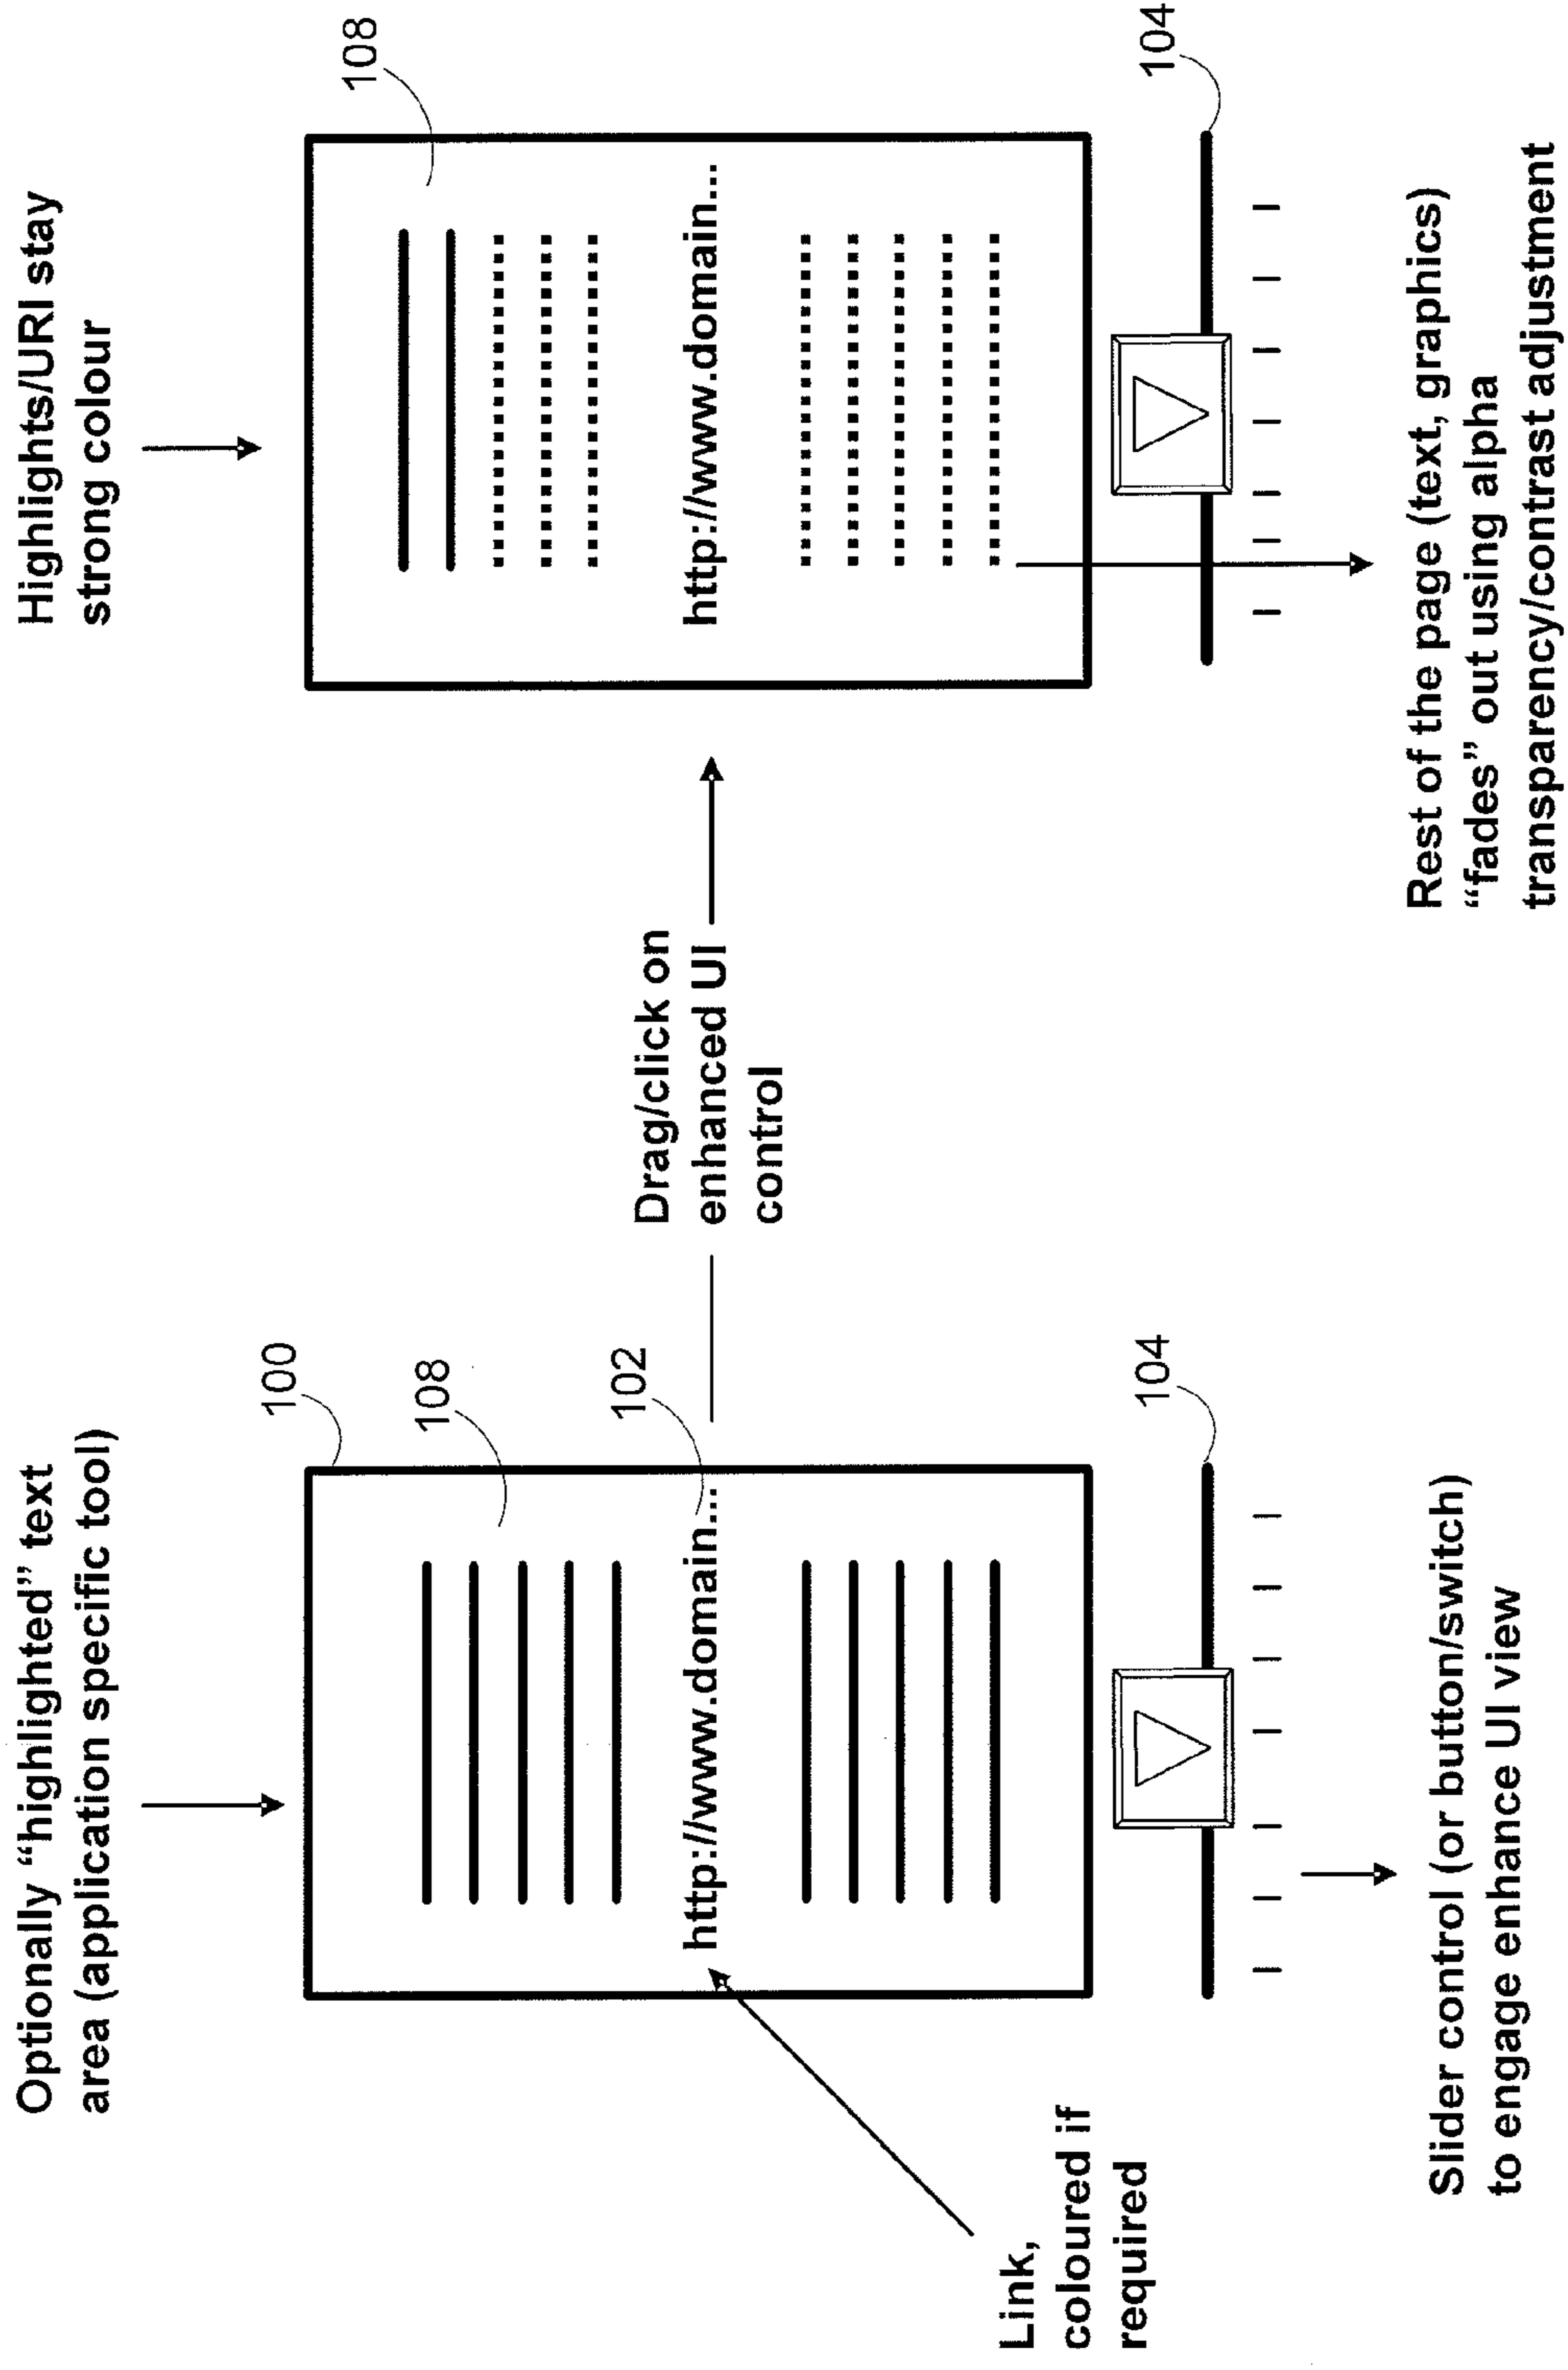 Optionally “highlighted” text
area (application specific tool)
100
108
102
http://www.domain...
Link,
coloured if
required
104
Slider control (or button/switch)
to engage enhance UI view
Drag/click on
enhanced UI
control
Highlights/URI stay
strong colour
108
http://www.domain...
104
Rest of the page (text, graphics)
“fades” out using alpha
transparency/contrast adjustment